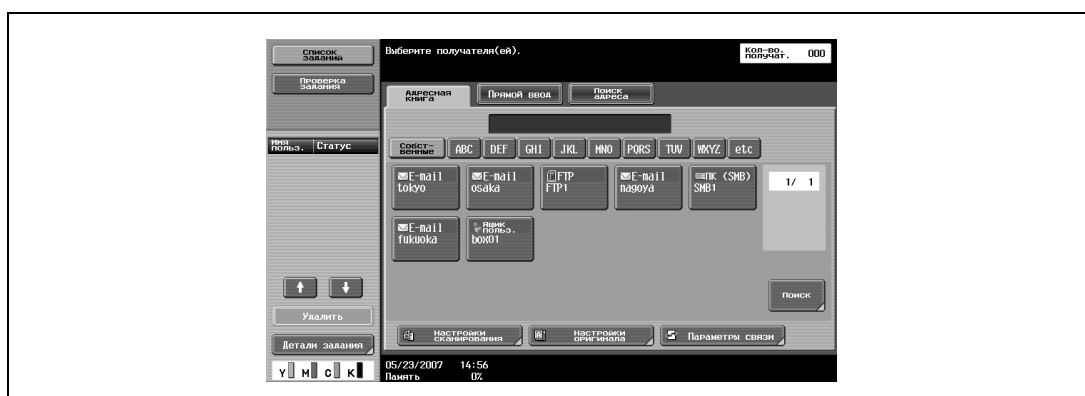 Список
заданий
Проверка
задания
Имя
польз.
Статус
Удалить
Детали задания
Y M C K
Выберите получателя(ей).
Кол-во.
получат.
000
Адресная
книга
Прямой ввод
Поиск
адреса
Собст-
венные
ABC DEF GHI JKL MNO PQRS TUV WXYZ etc
E-mail
tokyo
E-mail
osaka
FTP
FTP1
E-mail
nagoya
ПК (SMB)
SMB1
1/ 1
E-mail
fukuoka
Ящик
польз.
box01
Поиск
Настройки
сканирования
Настройки
оригинала
Параметры связи
05/23/2007 14:56
Память 0%